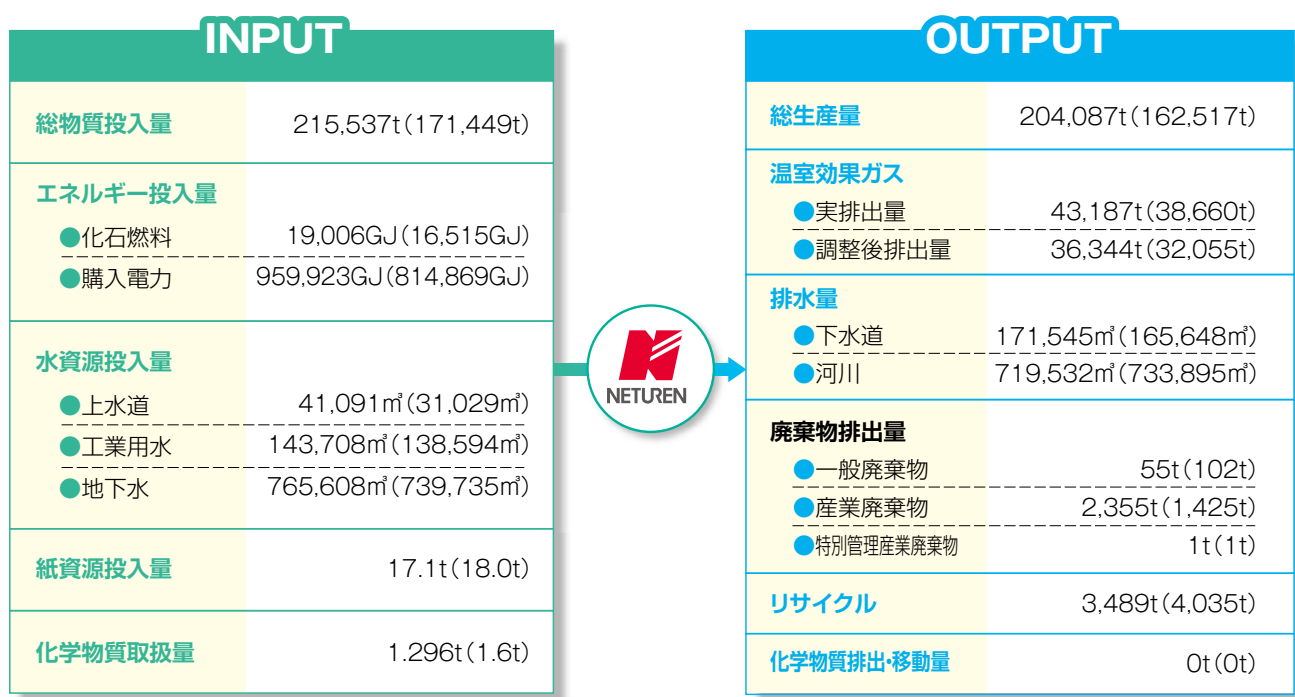 INPUT
総物質投入量 215,537t(171,449t)
エネルギー投入量
●化石燃料 19,006GJ(16,515GJ)
●購入電力 959,923GJ(814,869GJ)
水資源投入量
●上水道 41,091㎥(31,029㎥)
●工業用水 143,708㎥(138,594㎥)
●地下水 765,608㎥(739,735㎥)
紙資源投入量 17.1t(18.0t)
化学物質取扱量 1.296t(1.6t)
NETUREN
OUTPUT
総生産量 204,087t(162,517t)
温室効果ガス
●実排出量 43,187t(38,660t)
●調整後排出量 36,344t(32,055t)
排水量
●下水道 171,545㎥(165,648㎥)
●河川 719,532㎥(733,895㎥)
廃棄物排出量
●一般廃棄物 55t(102t)
●産業廃棄物 2,355t(1,425t)
●特別管理産業廃棄物 1t(1t)
リサイクル 3,489t(4,035t)
化学物質排出・移動量 0t(0t)